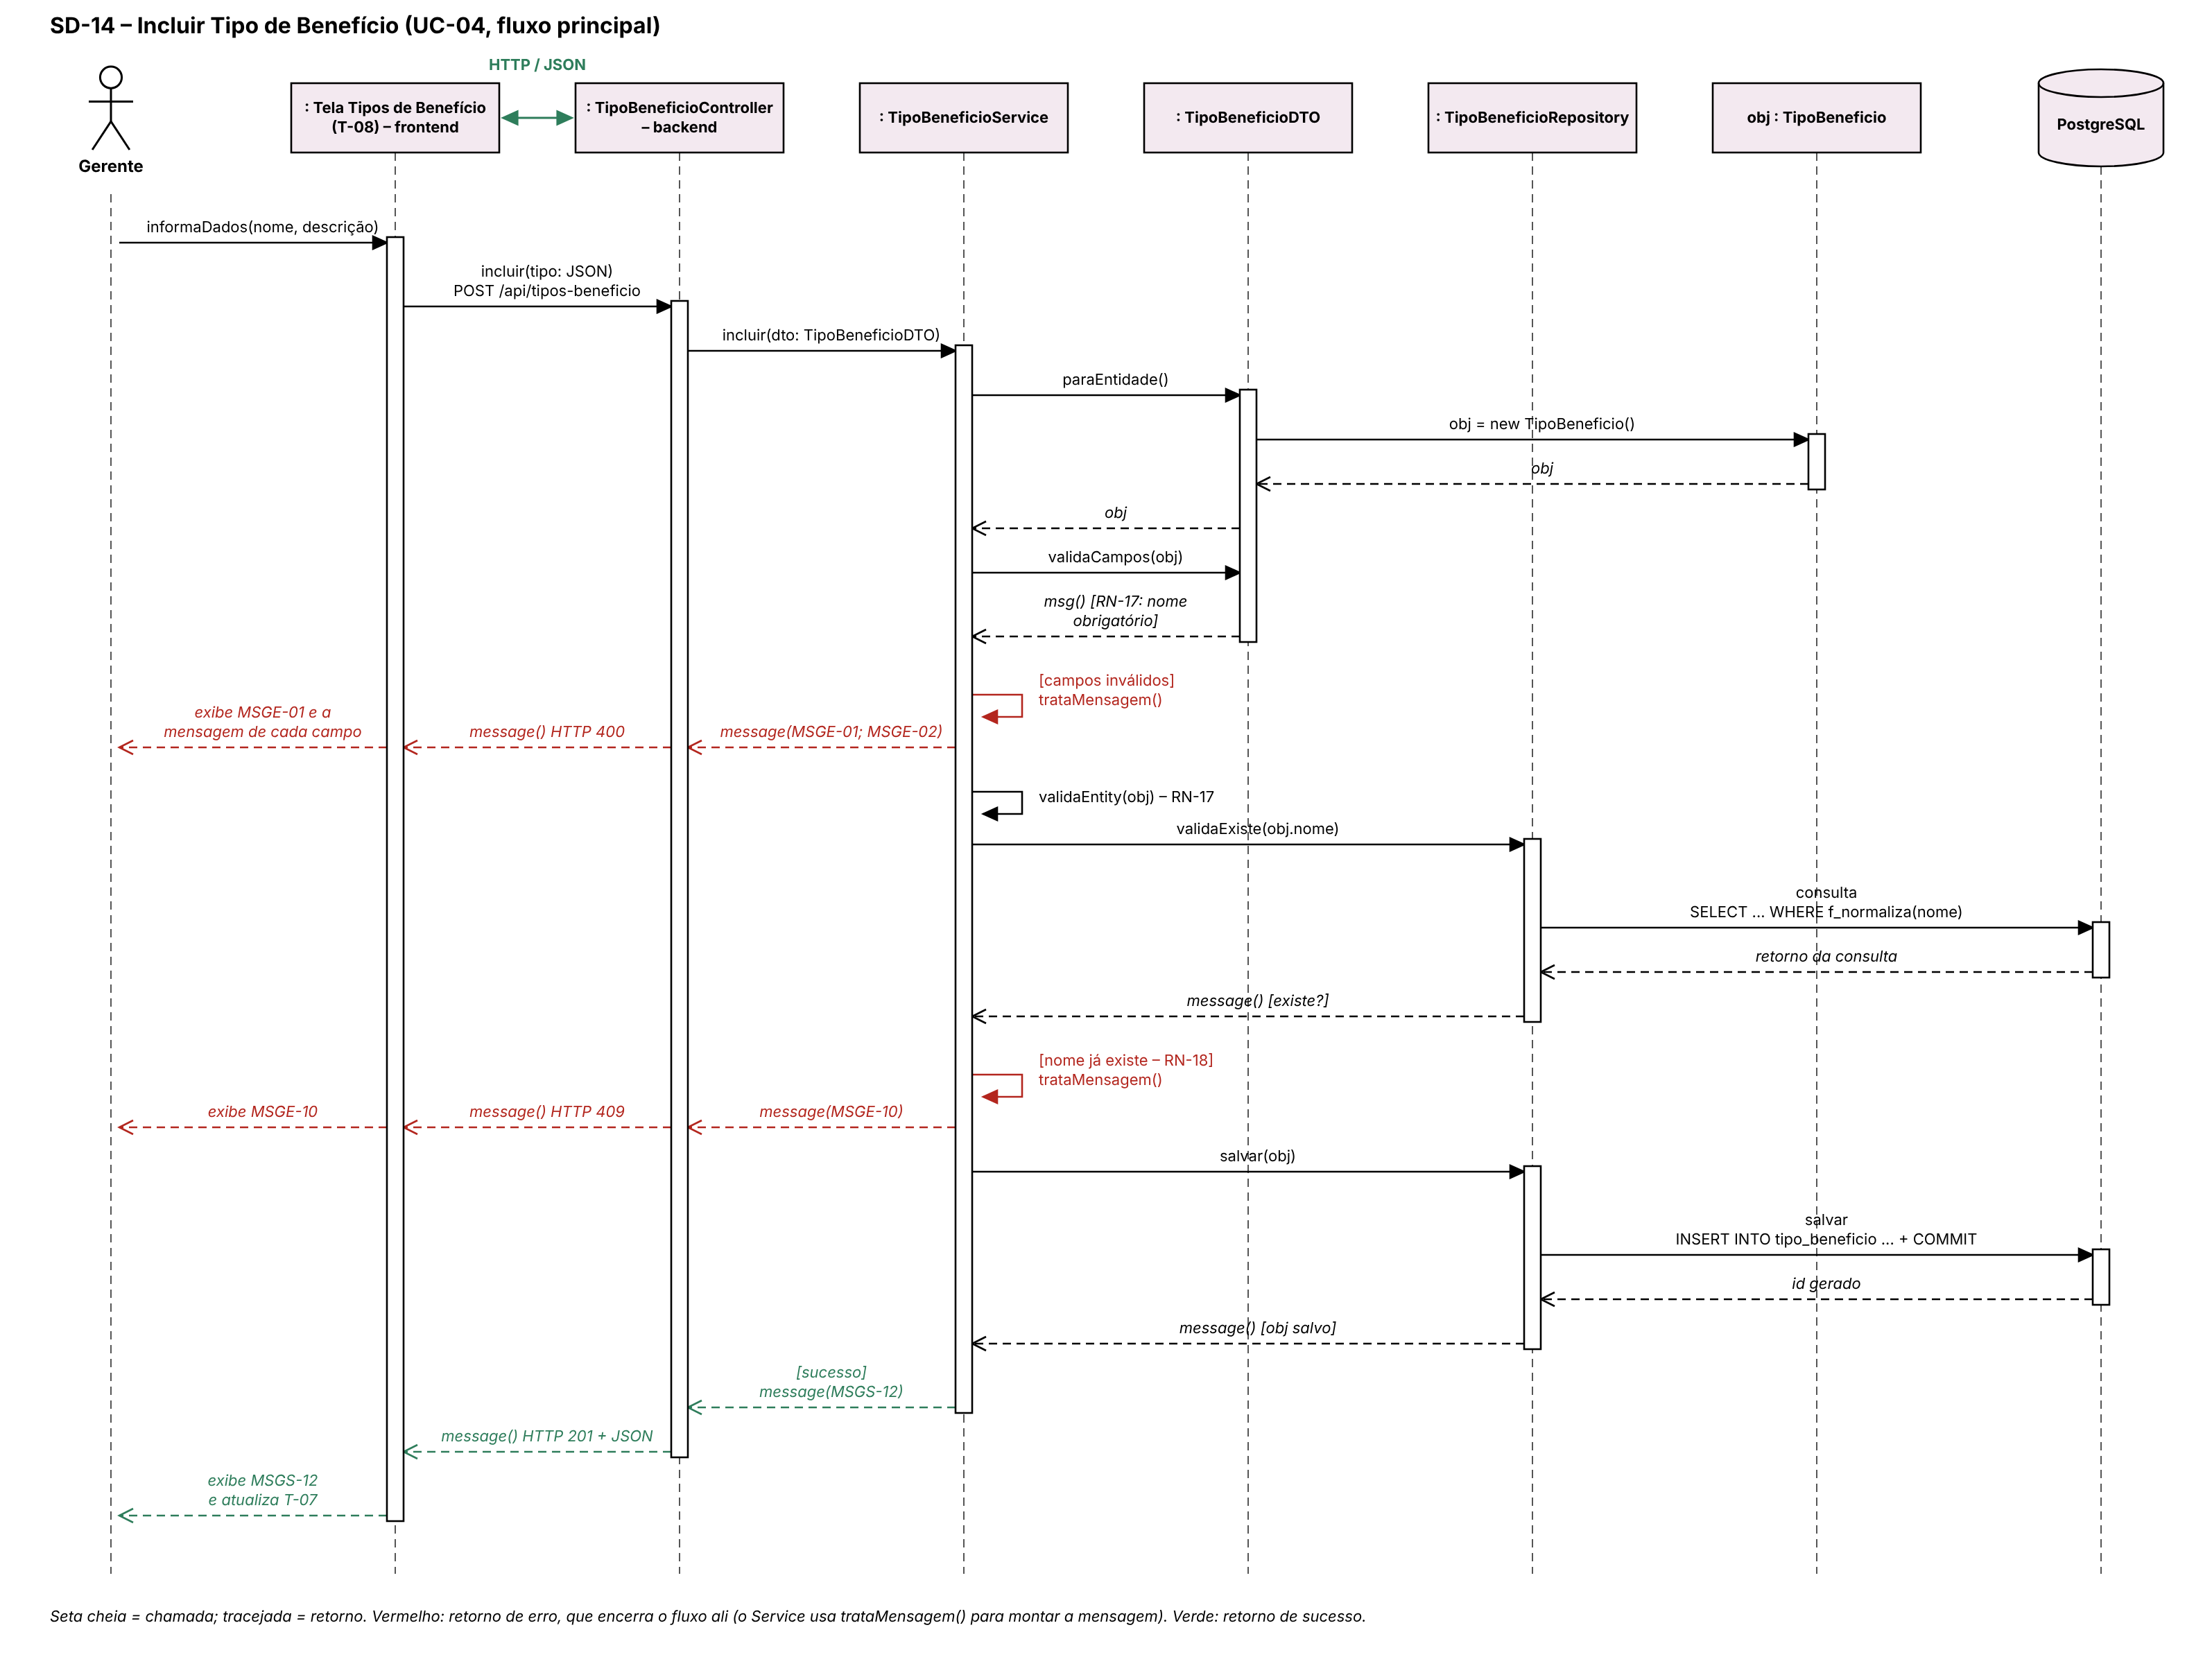 SD-14 – Incluir Tipo de Benefício (UC-04, fluxo principal)
HTTP / JSON
Gerente
: Tela Tipos de Benefício
(T-08) – frontend
: TipoBeneficioController
– backend
: TipoBeneficioService
: TipoBeneficioDTO
: TipoBeneficioRepository
obj : TipoBeneficio
PostgreSQL
informaDados(nome, descrição)
incluir(tipo: JSON)
POST /api/tipos-beneficio
incluir(dto: TipoBeneficioDTO)
paraEntidade()
obj = new TipoBeneficio()
obj
obj
validaCampos(obj)
msg() [RN-17: nome
obrigatório]
[campos inválidos]
trataMensagem()
exibe MSGE-01 e a
mensagem de cada campo
message() HTTP 400
message(MSGE-01; MSGE-02)
validaEntity(obj) – RN-17
validaExiste(obj.nome)
consulta
SELECT ... WHERE f_normaliza(nome)
retorno da consulta
message() [existe?]
[nome já existe – RN-18]
trataMensagem()
exibe MSGE-10
message() HTTP 409
message(MSGE-10)
salvar(obj)
salvar
INSERT INTO tipo_beneficio ... + COMMIT
id gerado
message() [obj salvo]
[sucesso]
message(MSGS-12)
message() HTTP 201 + JSON
exibe MSGS-12
e atualiza T-07
Seta cheia = chamada; tracejada = retorno. Vermelho: retorno de erro, que encerra o fluxo ali (o Service usa trataMensagem() para montar a mensagem). Verde: retorno de sucesso.